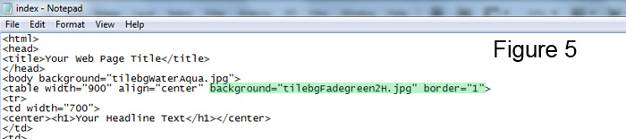 index - Notepad
File Edit Format View Help
<html>
<head>
<title>Your Web Page Title</title>
</head>
<body background="tilebgWaterAqua.jpg">
<table width="900" align="center" background="tilebgFadegreen2H.jpg" border="1">
<tr>
<td width="700">
<center><h1>Your Headline Text</h1></center>
</td>
<td
Figure 5